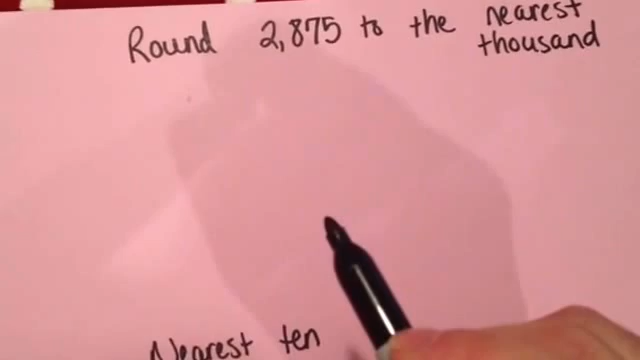 Round 2,875 to the nearest
thousand
Nearest ten